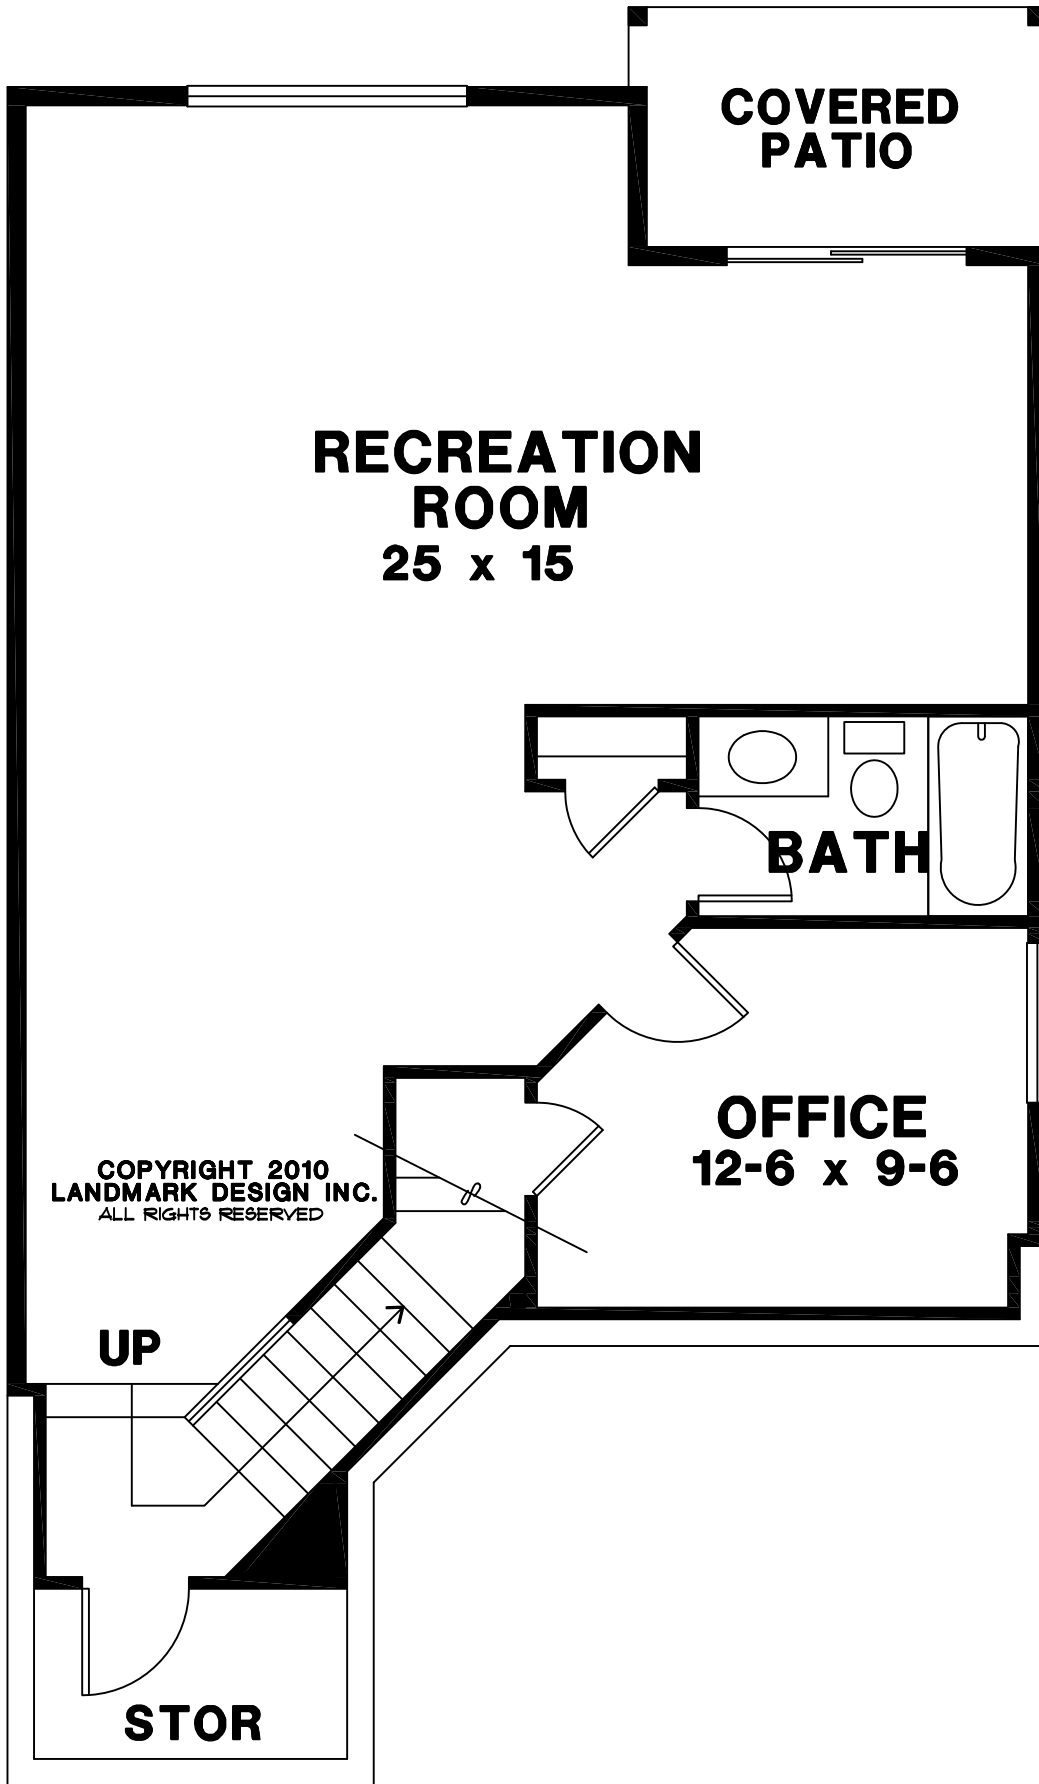 COVERED
PATIO
RECREATION
ROOM
25 x 15
BATH
OFFICE
12-6 x 9-6
COPYRIGHT 2010
LANDMARK DESIGN INC.
ALL RIGHTS RESERVED
UP
STOR